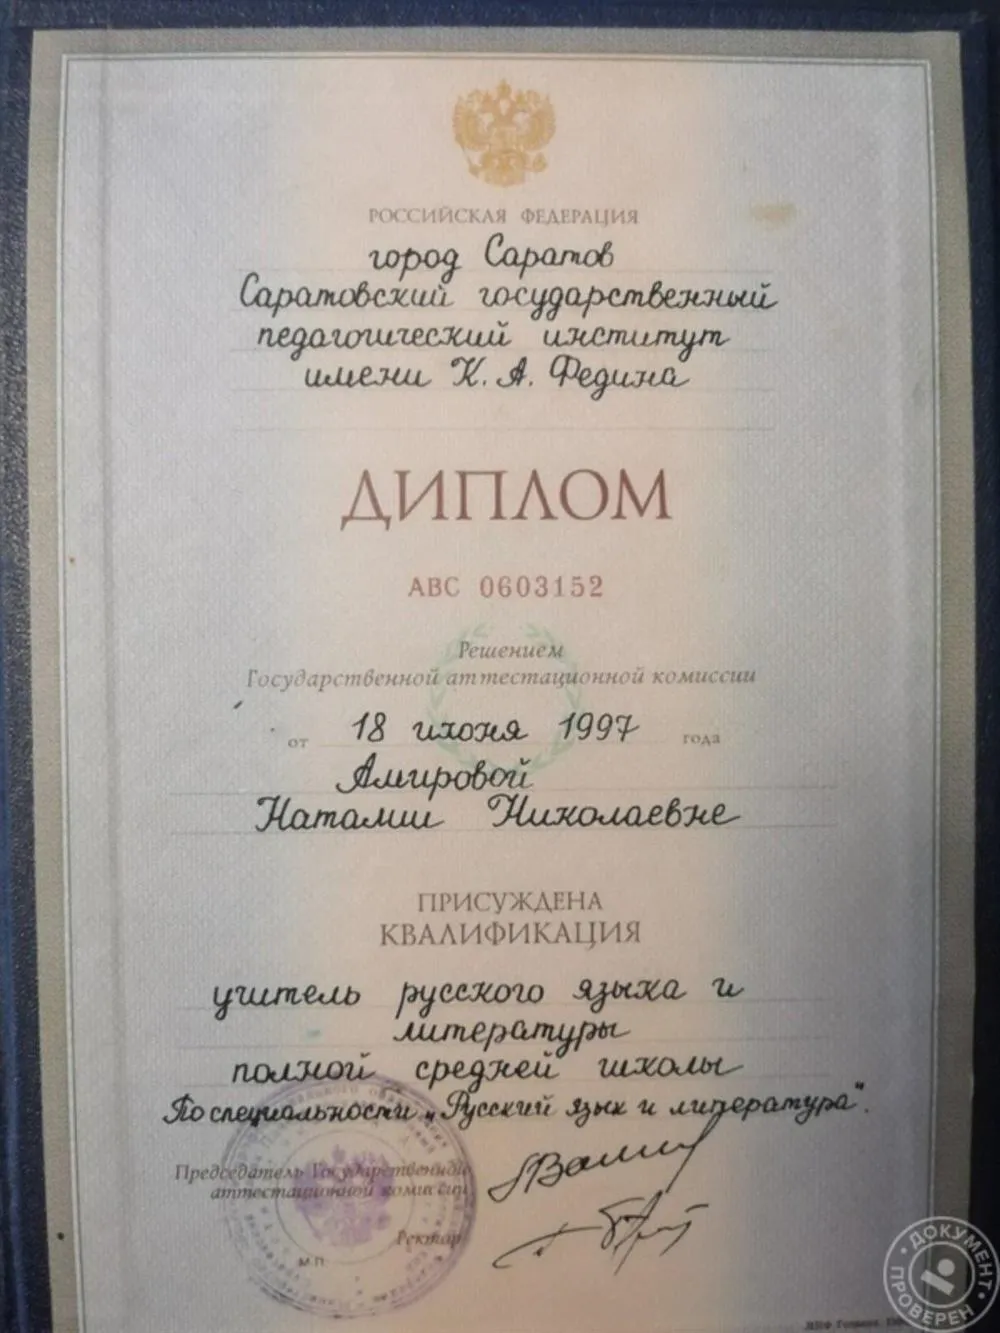 РОССИЙСКАЯ ФЕДЕРАЦИЯ
город Саратов
Саратовский государственный
педагогический институт
имени К. А. Федина
ДИПЛОМ
АВС 0603152
Решением
Государственной аттестационной комиссии
от 18 июня 1997 года
Амировой
Наталии Николаевне
ПРИСУЖДЕНА
КВАЛИФИКАЦИЯ
учитель русского языка и
литературы
полной средней школы
По специальности „Русский язык и литература".
Председатель Государственной
аттестационной комиссии
Ректор
М.П.
ДОКУМЕНТ ПРОВЕРЕН